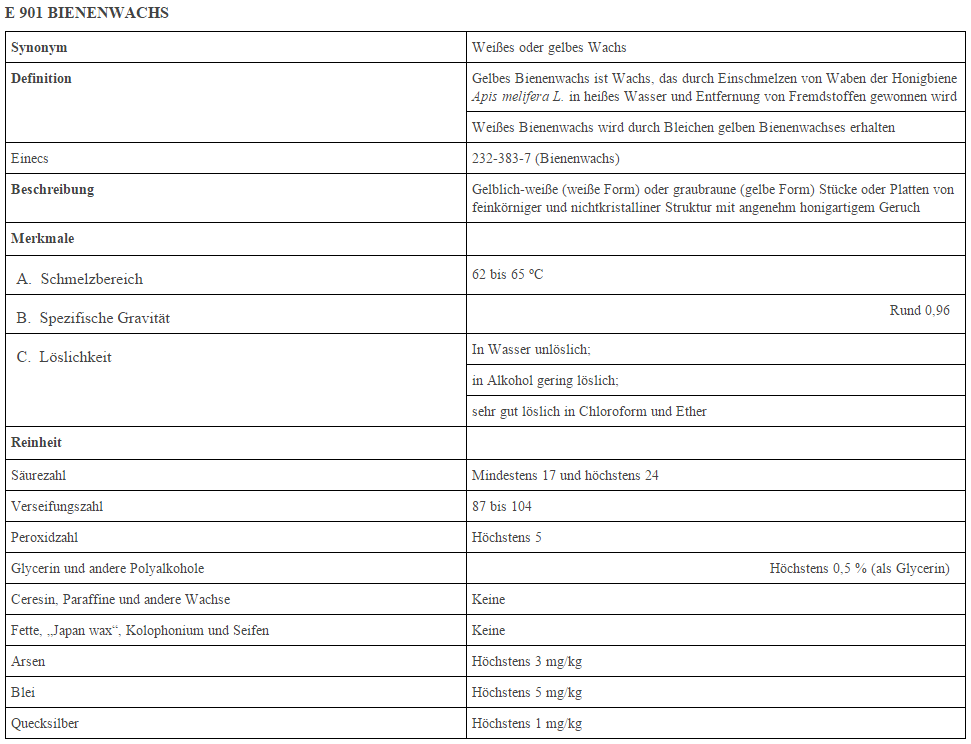 E 901 BIENENWACHS
Synonym
Weißes oder gelbes Wachs
Definition
Gelbes Bienenwachs ist Wachs, das durch Einschmelzen von Waben der Honigbiene
Apis melifera L. in heißes Wasser und Entfernung von Fremdstoffen gewonnen wird
Weißes Bienenwachs wird durch Bleichen gelben Bienenwachses erhalten
Einecs
232-383-7 (Bienenwachs)
Beschreibung
Gelblich-weiße (weiße Form) oder graubraune (gelbe Form) Stücke oder Platten von
feinkörniger und nichtkristalliner Struktur mit angenehm honigartigem Geruch
Merkmale
A. Schmelzbereich
62 bis 65 ºC
B. Spezifische Gravität
Rund 0,96
C. Löslichkeit
In Wasser unlöslich;
in Alkohol gering löslich;
sehr gut löslich in Chloroform und Ether
Reinheit
Säurezahl
Mindestens 17 und höchstens 24
Verseifungszahl
87 bis 104
Peroxidzahl
Höchstens 5
Glycerin und andere Polyalkohole
Höchstens 0,5 % (als Glycerin)
Ceresin, Paraffine und andere Wachse
Keine
Fette, „Japan wax“, Kolophonium und Seifen
Keine
Arsen
Höchstens 3 mg/kg
Blei
Höchstens 5 mg/kg
Quecksilber
Höchstens 1 mg/kg